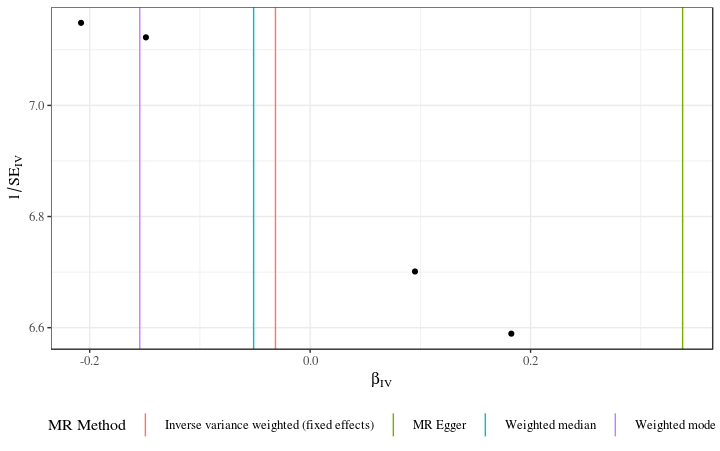 7.0
6.8
6.6
1/SE_IV
-0.2 0.0 0.2
β_IV
MR Method Inverse variance weighted (fixed effects) MR Egger Weighted median Weighted mode